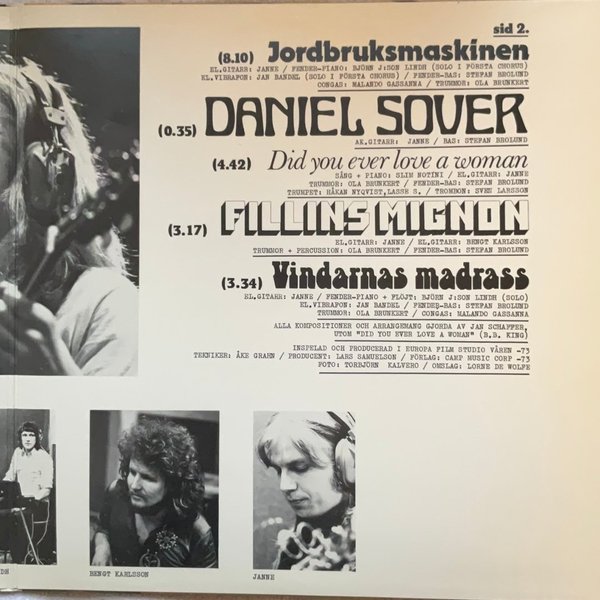 sid 2.
(8.10) Jordbruksmaskinen
EL.GITARR: JANNE / FENDER-PIANO: BJÖRN J:SON LINDH (SOLO I FÖRSTA CHORUS)
EL.VIBRAFON: JAN BANDEL (SOLO I FÖRSTA CHORUS) / FENDER-BAS: STEFAN BROLUND
CONGAS: MALANDO GASSANNA / TRUMMOR: OLA BRUNKERT
(0.35) DANIEL SOVER
AK.GITARR: JANNE / BAS: STEFAN BROLUND
(4.42) Did you ever love a woman
SÅNG + PIANO: SLIM NOTINI / EL.GITARR: JANNE
TRUMMOR: OLA BRUNKERT / FENDER-BAS: STEFAN BROLUND
TRUMPET: HÅKAN NYQVIST, LASSE S. / TROMBON: SVEN LARSSON
(3.17) FILLINS MIGNON
EL.GITARR: JANNE / EL.GITARR: BENGT KARLSSON
TRUMMOR + PERCUSSION: OLA BRUNKERT / FENDER-BAS: STEFAN BROLUND
(3.34) Vindarnas madrass
EL.GITARR: JANNE / FENDER-PIANO + FLÖJT: BJÖRN J:SON LINDH (SOLO)
EL.VIBRAFON: JAN BANDEL / FENDER-BAS: STEFAN BROLUND
TRUMMOR: OLA BRUNKERT / CONGAS: MALANDO GASSANNA
ALLA KOMPOSITIONER OCH ARRANGEMANG GJORDA AV JAN SCHAFFER,
UTOM "DID YOU EVER LOVE A WOMAN" (B.B. KING)
INSPELAD OCH PRODUCERAD I EUROPA FILM STUDIO VÅREN -73
TEKNIKER: ÅKE GRAHN / PRODUCENT: LARS SAMUELSON / FÖRLAG: CAMP MUSIC CORP -73
FOTO: TORBJÖRN KALVERO / OMSLAG: LORNE DE WOLFE
DH
BENGT KARLSSON
JANNE